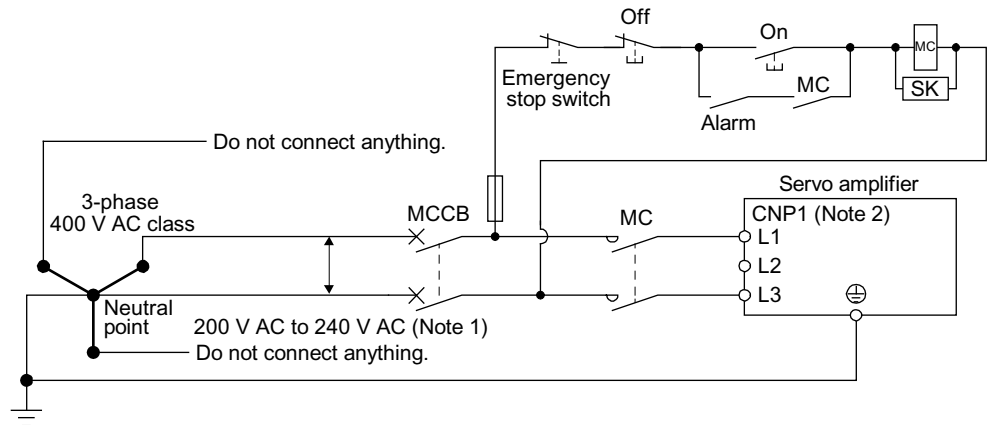 Off
On
MC
Emergency
stop switch
MC
SK
Alarm
Do not connect anything.
3-phase
400 V AC class
MCCB
MC
Servo amplifier
CNP1 (Note 2)
L1
L2
L3
Neutral
point
200 V AC to 240 V AC (Note 1)
Do not connect anything.